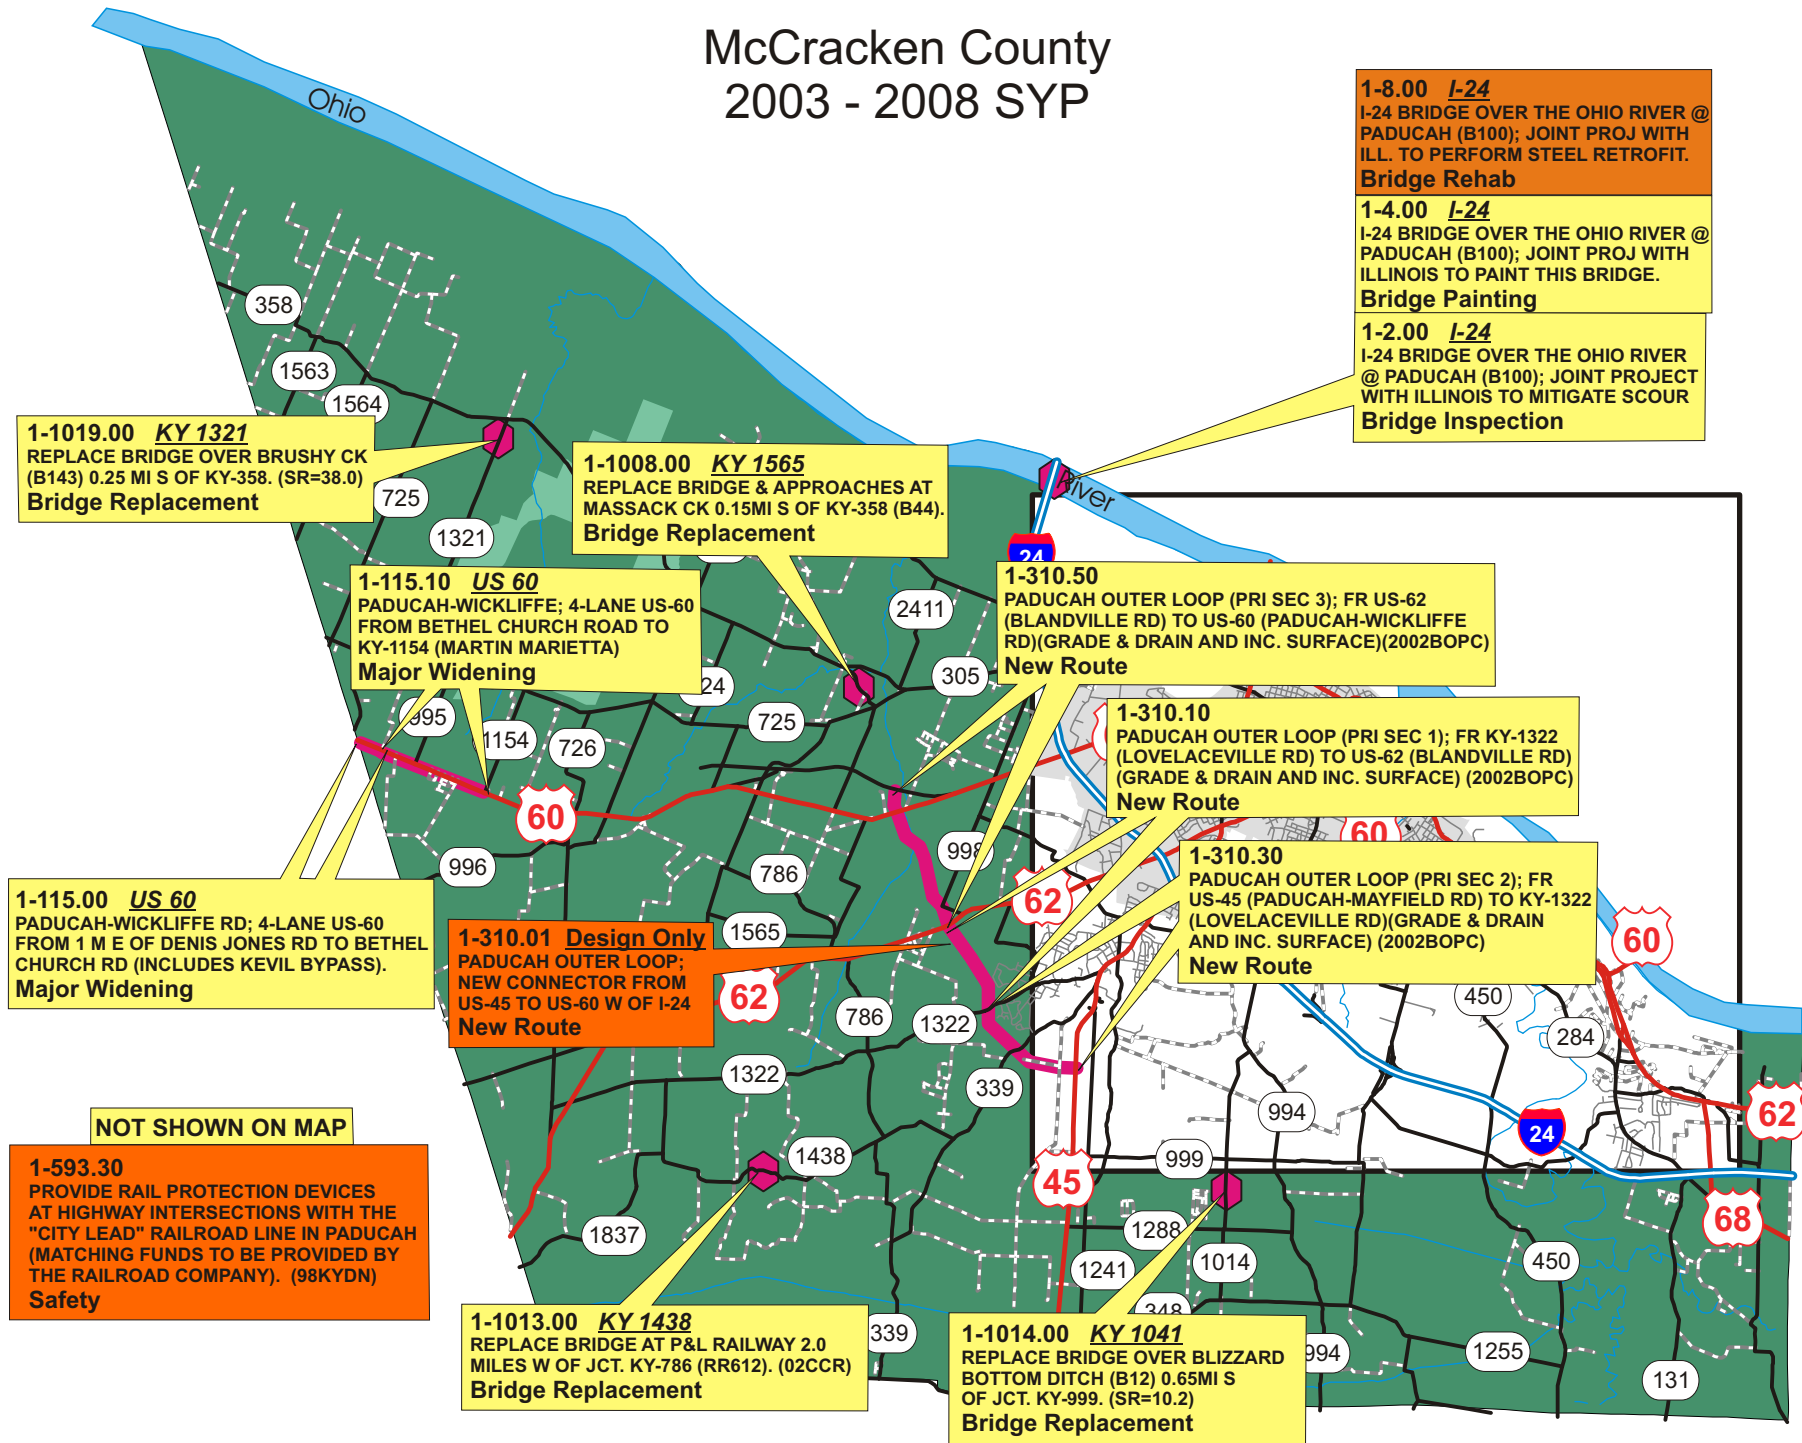 McCracken County
2003 - 2008 SYP
Ohio
River
1-8.00 I-24
I-24 BRIDGE OVER THE OHIO RIVER @
PADUCAH (B100); JOINT PROJ WITH
ILL. TO PERFORM STEEL RETROFIT.
Bridge Rehab
1-4.00 I-24
I-24 BRIDGE OVER THE OHIO RIVER @
PADUCAH (B100); JOINT PROJ WITH
ILLINOIS TO PAINT THIS BRIDGE.
Bridge Painting
1-2.00 I-24
I-24 BRIDGE OVER THE OHIO RIVER
@ PADUCAH (B100); JOINT PROJECT
WITH ILLINOIS TO MITIGATE SCOUR
Bridge Inspection
358
1563
1564
1-1019.00 KY 1321
REPLACE BRIDGE OVER BRUSHY CK
(B143) 0.25 MI S OF KY-358. (SR=38.0)
Bridge Replacement
725
1321
1-1008.00 KY 1565
REPLACE BRIDGE & APPROACHES AT
MASSACK CK 0.15MI S OF KY-358 (B44).
Bridge Replacement
24
1-115.10 US 60
PADUCAH-WICKLIFFE; 4-LANE US-60
FROM BETHEL CHURCH ROAD TO
KY-1154 (MARTIN MARIETTA)
Major Widening
2411
305
1-310.50
PADUCAH OUTER LOOP (PRI SEC 3); FR US-62
(BLANDVILLE RD) TO US-60 (PADUCAH-WICKLIFFE
RD)(GRADE & DRAIN AND INC. SURFACE)(2002BOPC)
New Route
24
995
1154
726
725
60
1-310.10
PADUCAH OUTER LOOP (PRI SEC 1); FR KY-1322
(LOVELACEVILLE RD) TO US-62 (BLANDVILLE RD)
(GRADE & DRAIN AND INC. SURFACE) (2002BOPC)
New Route
60
996
786
998
62
1-310.30
PADUCAH OUTER LOOP (PRI SEC 2); FR
US-45 (PADUCAH-MAYFIELD RD) TO KY-1322
(LOVELACEVILLE RD)(GRADE & DRAIN
AND INC. SURFACE) (2002BOPC)
New Route
60
1-115.00 US 60
PADUCAH-WICKLIFFE RD; 4-LANE US-60
FROM 1 M E OF DENIS JONES RD TO BETHEL
CHURCH RD (INCLUDES KEVIL BYPASS).
Major Widening
1-310.01 Design Only
PADUCAH OUTER LOOP;
NEW CONNECTOR FROM
US-45 TO US-60 W OF I-24
New Route
1565
62
786
1322
450
284
1322
339
994
62
24
NOT SHOWN ON MAP
1-593.30
PROVIDE RAIL PROTECTION DEVICES
AT HIGHWAY INTERSECTIONS WITH THE
"CITY LEAD" RAILROAD LINE IN PADUCAH
(MATCHING FUNDS TO BE PROVIDED BY
THE RAILROAD COMPANY). (98KYDN)
Safety
1438
999
45
1837
1288
1241
1014
450
68
348
1-1013.00 KY 1438
REPLACE BRIDGE AT P&L RAILWAY 2.0
MILES W OF JCT. KY-786 (RR612). (02CCR)
Bridge Replacement
339
1-1014.00 KY 1041
REPLACE BRIDGE OVER BLIZZARD
BOTTOM DITCH (B12) 0.65MI S
OF JCT. KY-999. (SR=10.2)
Bridge Replacement
994
1255
131